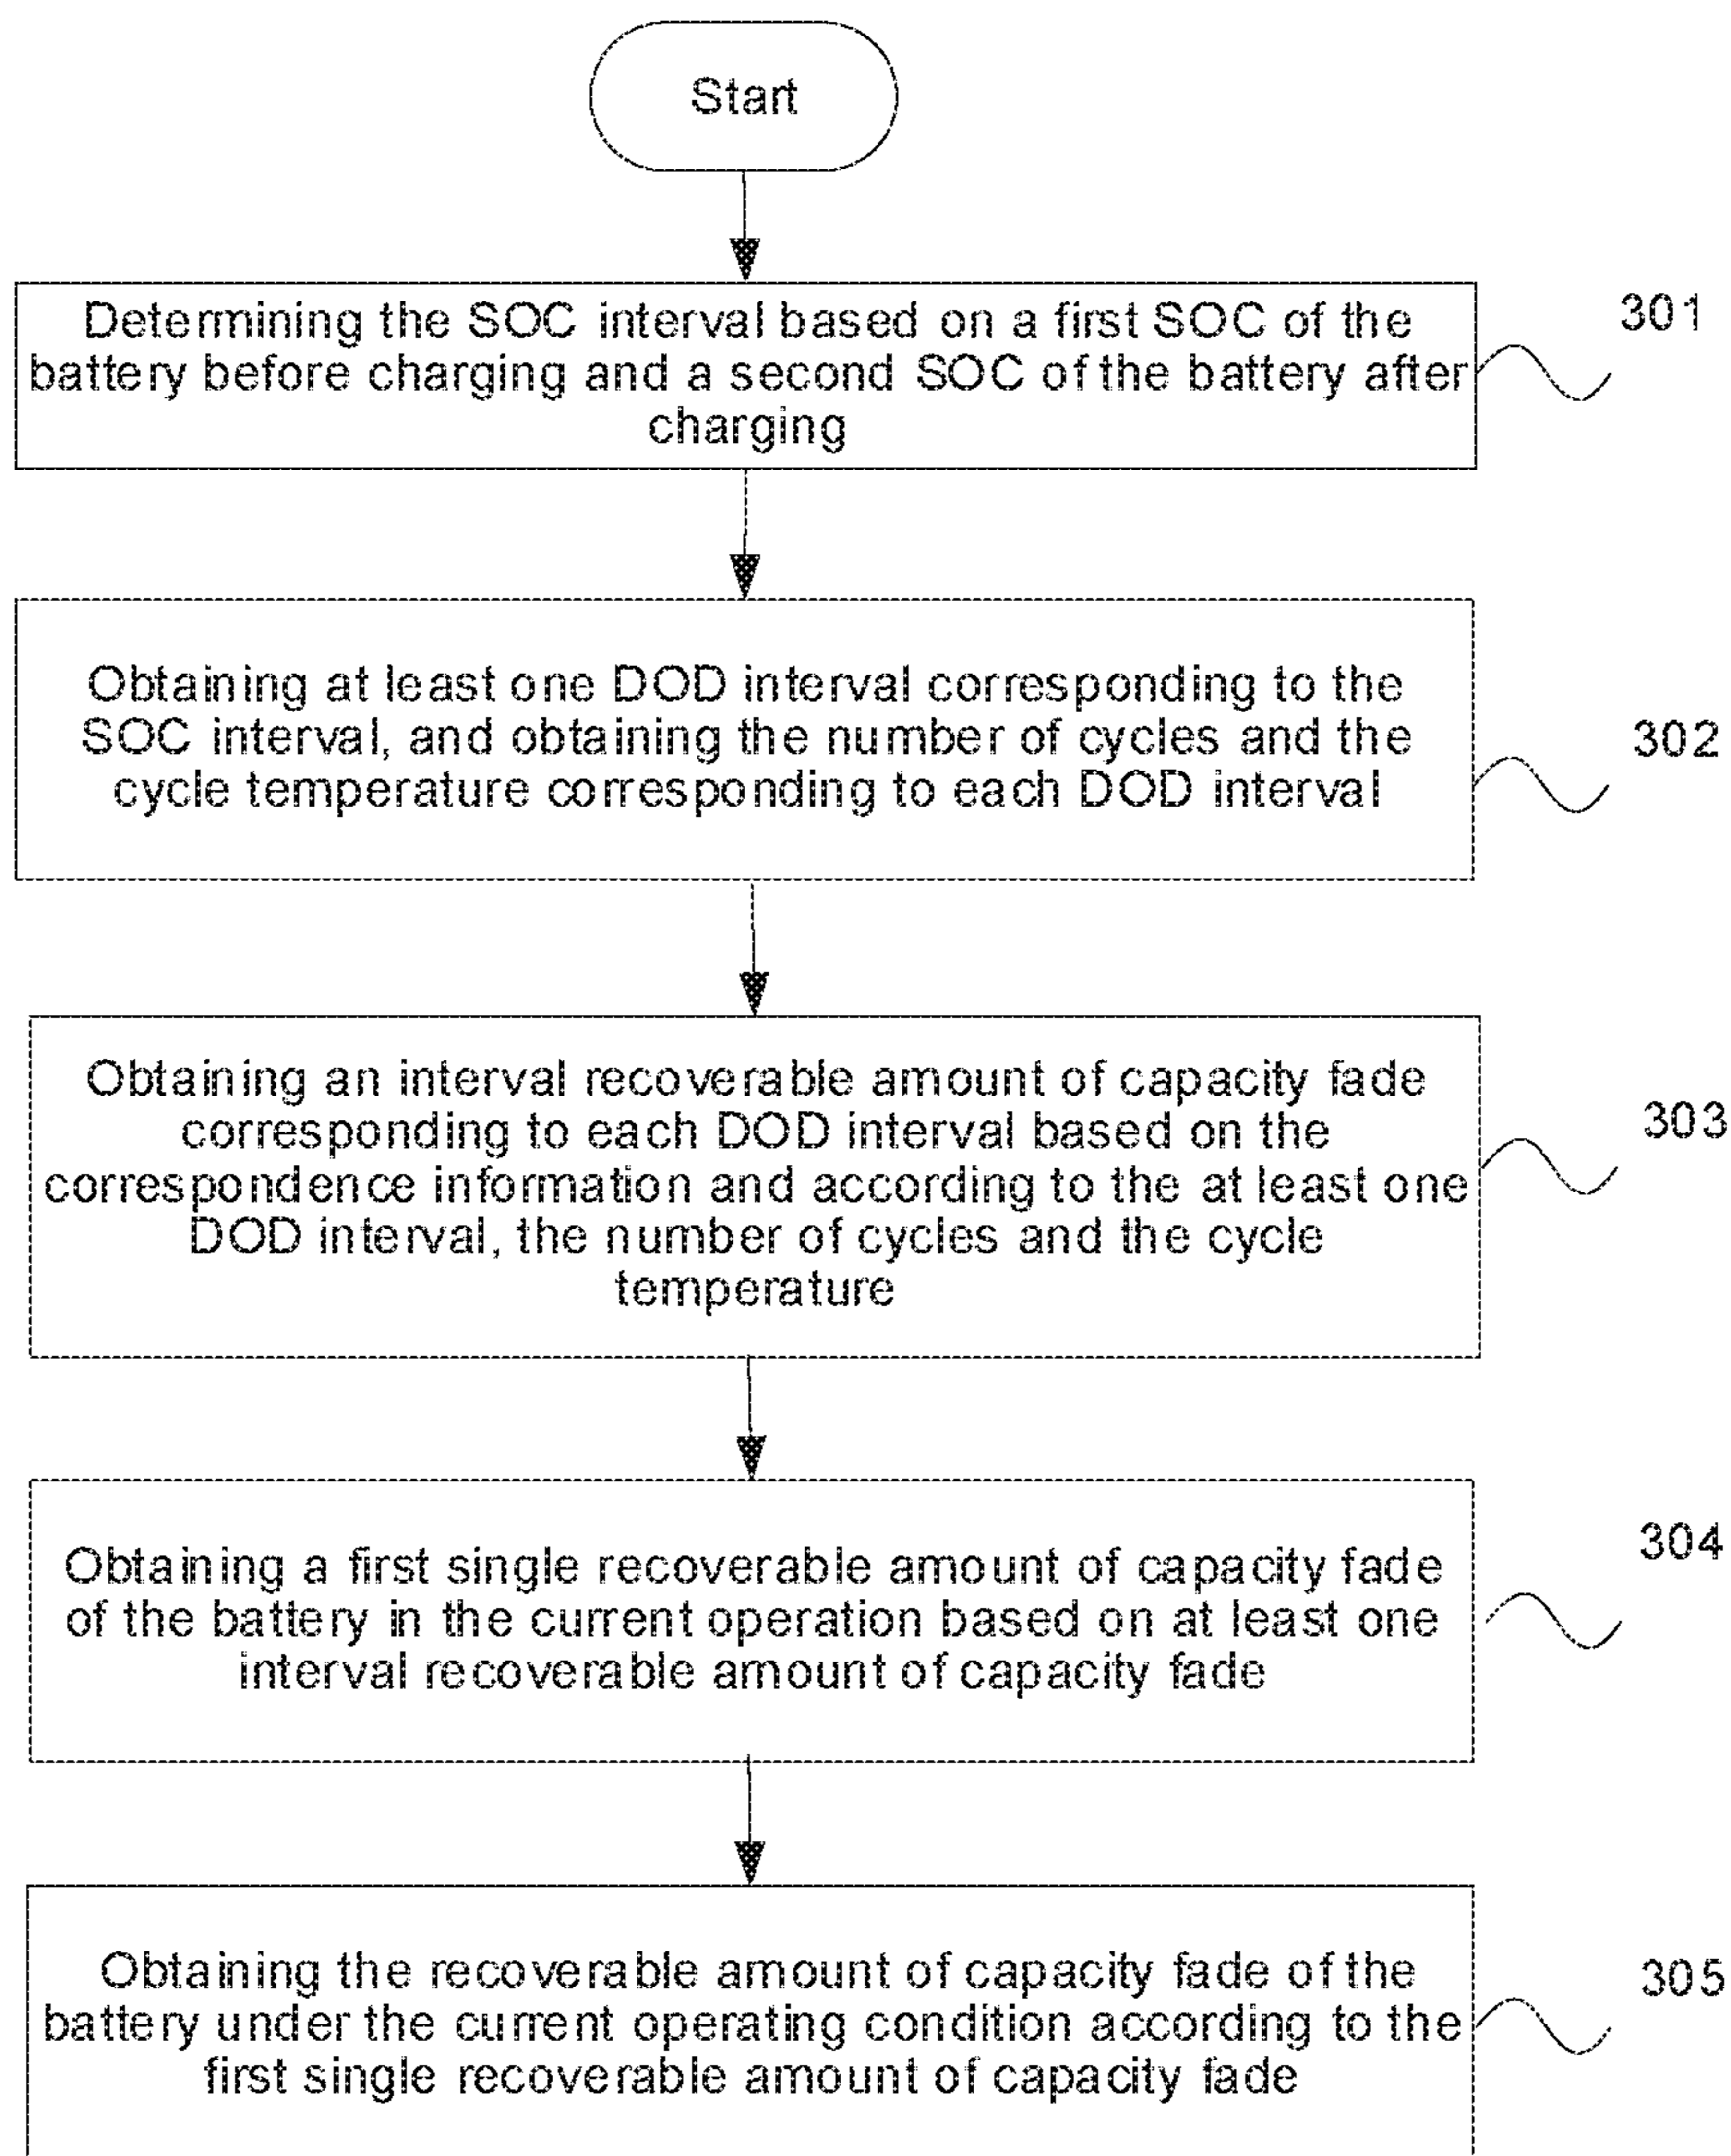 Start
Determining the SOC interval based on a first SOC of the
battery before charging and a second SOC of the battery after
charging
301
Obtaining at least one DOD interval corresponding to the
SOC interval, and obtaining the number of cycles and the
cycle temperature corresponding to each DOD interval
302
Obtaining an interval recoverable amount of capacity fade
corresponding to each DOD interval based on the
correspondence information and according to the at least one
DOD interval, the number of cycles and the cycle
temperature
303
Obtaining a first single recoverable amount of capacity fade
of the battery in the current operation based on at least one
interval recoverable amount of capacity fade
304
Obtaining the recoverable amount of capacity fade of the
battery under the current operating condition according to the
first single recoverable amount of capacity fade
305